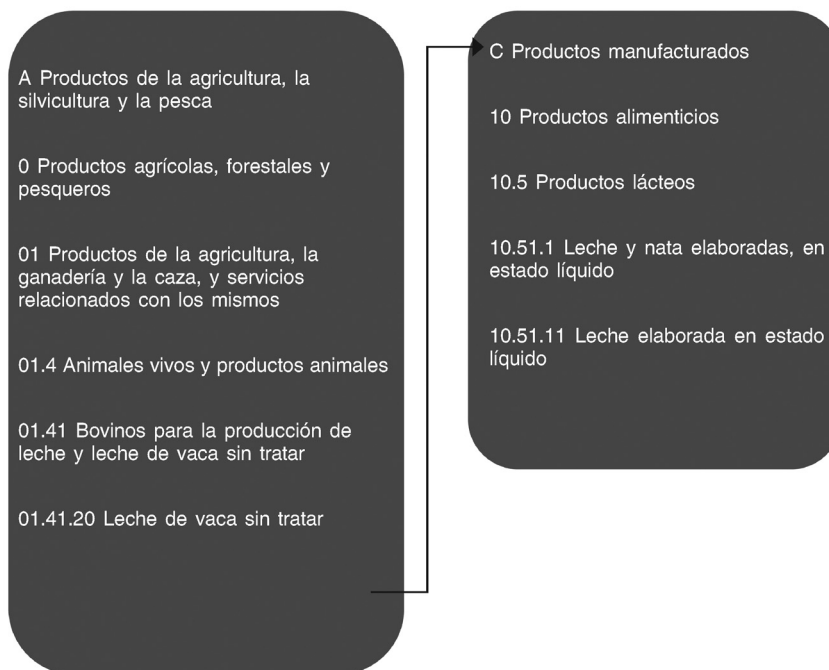 A Productos de la agricultura, la
silvicultura y la pesca
0 Productos agrícolas, forestales y
pesqueros
01 Productos de la agricultura, la
ganadería y la caza, y servicios
relacionados con los mismos
01.4 Animales vivos y productos animales
01.41 Bovinos para la producción de
leche y leche de vaca sin tratar
01.41.20 Leche de vaca sin tratar
C Productos manufacturados
10 Productos alimenticios
10.5 Productos lácteos
10.51.1 Leche y nata elaboradas, en
estado líquido
10.51.11 Leche elaborada en estado
líquido